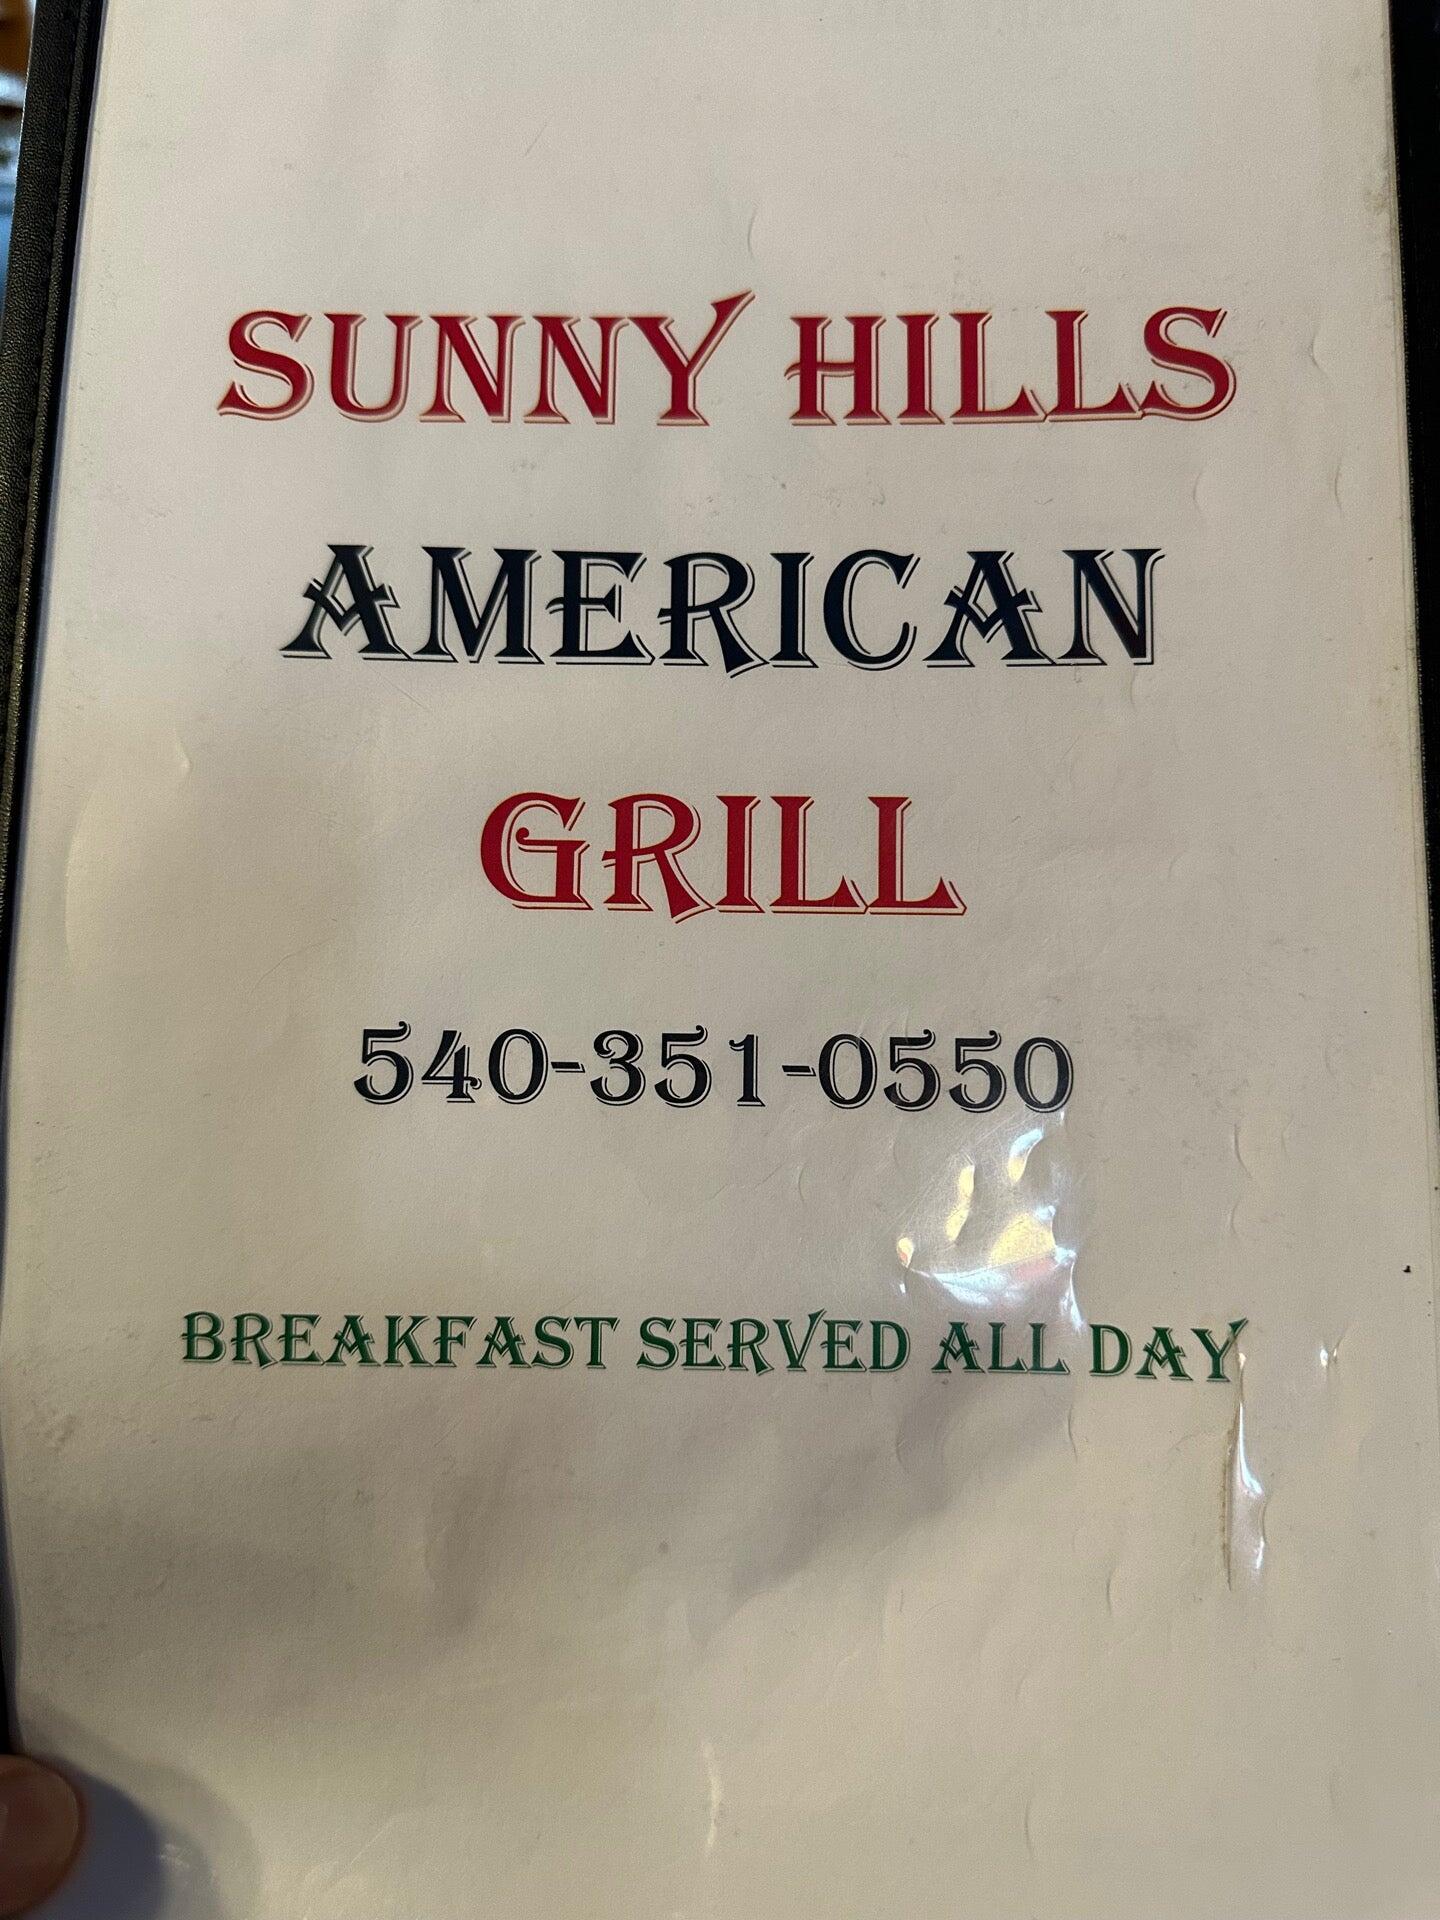 SUNNY HILLS
AMERICAN
GRILL
540-351-0550
BREAKFAST SERVED ALL DAY